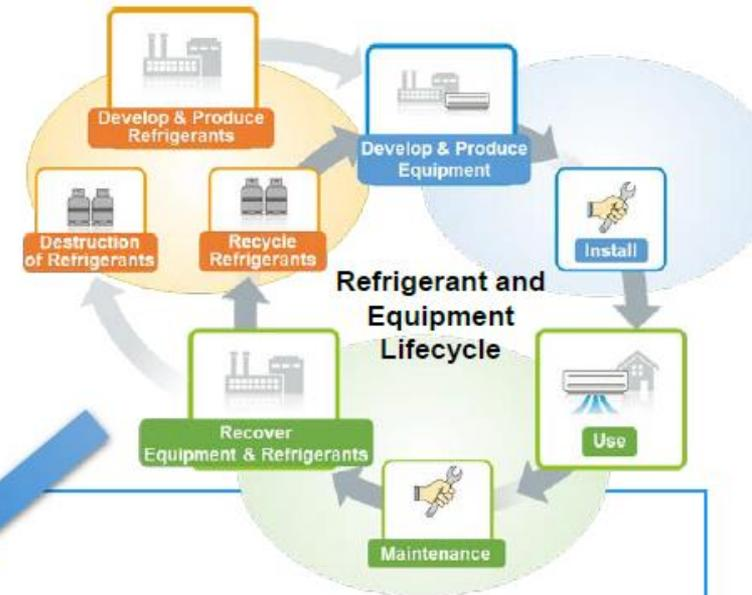 Develop & Produce
Refrigerants
Develop & Produce
Equipment
Destruction
of Refrigerants
Recycle
Refrigerants
Install
Refrigerant and
Equipment
Lifecycle
Recover
Equipment & Refrigerants
Use
Maintenance